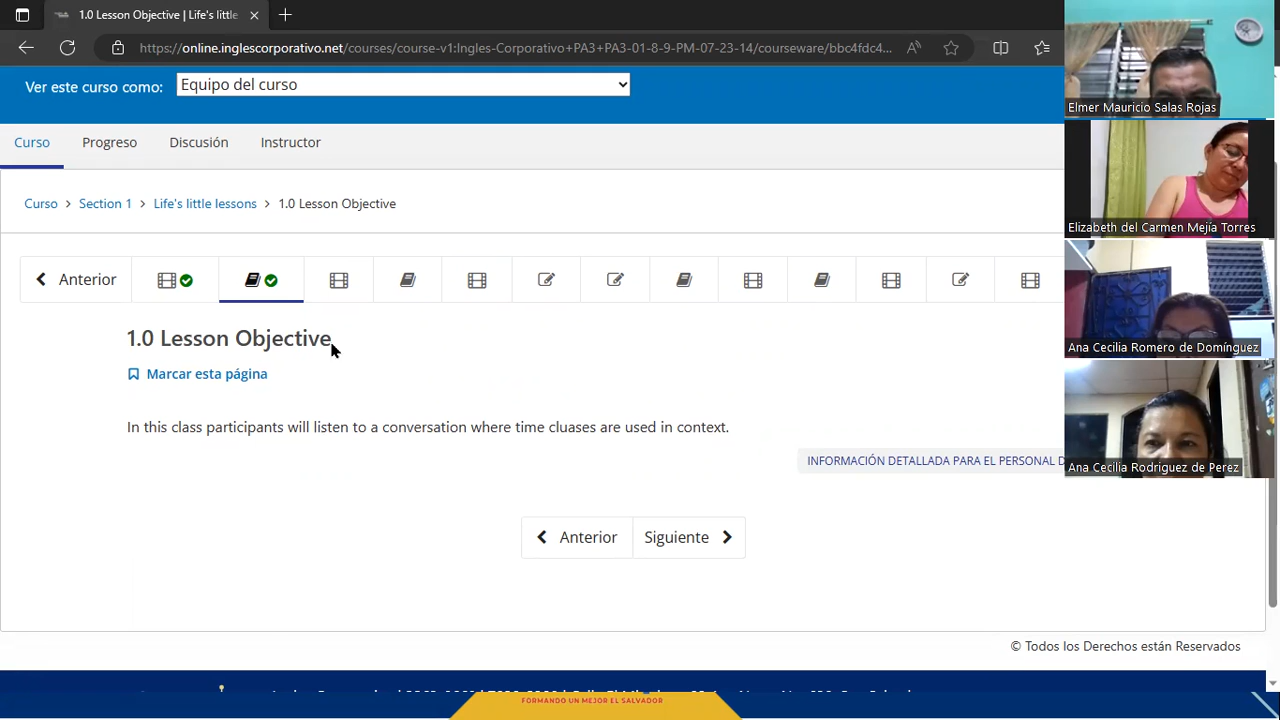 1.0 Lesson Objective | Life's little
https://online.inglescorporativo.net/courses/course-v1:Ingles-Corporativo+PA3+PA3-01-8-9-PM-07-23-14/courseware/bbc4fdc4...
Ver este curso como:
Equipo del curso
Curso
Progreso
Discusión
Instructor
Curso > Section 1 > Life's little lessons > 1.0 Lesson Objective
Anterior
1.0 Lesson Objective
Marcar esta página
In this class participants will listen to a conversation where time cluases are used in context.
INFORMACIÓN DETALLADA PARA EL PERSONAL D
Anterior
Siguiente
© Todos los Derechos están Reservados
FORMANDO UN MEJOR EL SALVADOR
Elmer Mauricio Salas Rojas
Elizabeth del Carmen Mejía Torres
Ana Cecilia Romero de Domínguez
Ana Cecilia Rodriguez de Perez